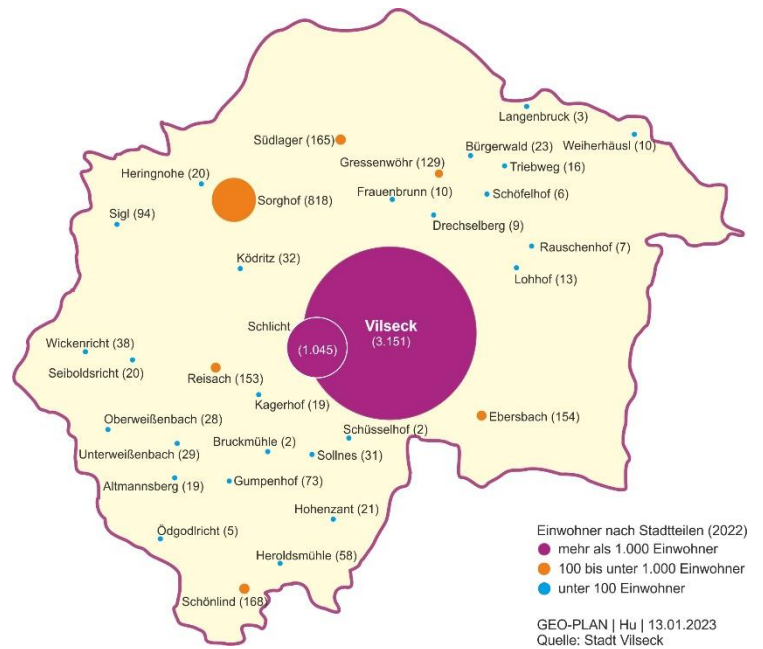 Langenbruck (3)
Südlager (165)
Bürgerwald (23)
Weiherhäusl (10)
Gressenwöhr (129)
Triebweg (16)
Heringnohe (20)
Frauenbrunn (10)
Schöfelhof (6)
Sorghof (818)
Sigl (94)
Drechselberg (9)
Rauschenhof (7)
Ködritz (32)
Lohhof (13)
Schlicht
Vilseck
(3.151)
(1.045)
Wickenricht (38)
Seiboldsricht (20)
Reisach (153)
Kagerhof (19)
Ebersbach (154)
Oberweißenbach (28)
Schüsselhof (2)
Bruckmühle (2)
Unterweißenbach (29)
Sollnes (31)
Altmannsberg (19)
Gumpenhof (73)
Hohenzant (21)
Ödgodlricht (5)
Heroldsmühle (58)
Schönlind (168)
Einwohner nach Stadtteilen (2022)
mehr als 1.000 Einwohner
100 bis unter 1.000 Einwohner
unter 100 Einwohner
GEO-PLAN | Hu | 13.01.2023
Quelle: Stadt Vilseck